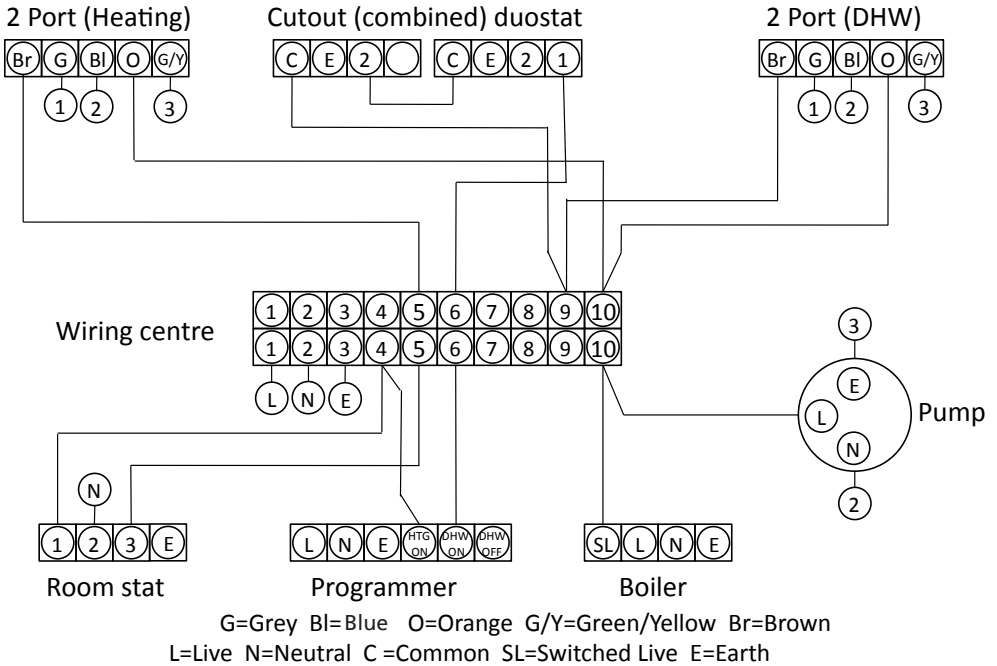 2 Port (Heating) Cutout (combined) duostat 2 Port (DHW)
Br G Bl O G/Y C E 2 C E 2 1 Br G Bl O G/Y
1 2 3 1 2 3
1 2 3 4 5 6 7 8 9 10
Wiring centre
1 2 3 4 5 6 7 8 9 10
L N E
3
E
L
N
Pump
2
N
1 2 3 E L N E HTG ON DHW ON DHW OFF SL L N E
Room stat Programmer Boiler
G=Grey Bl=Blue O=Orange G/Y=Green/Yellow Br=Brown
L=Live N=Neutral C =Common SL=Switched Live E=Earth